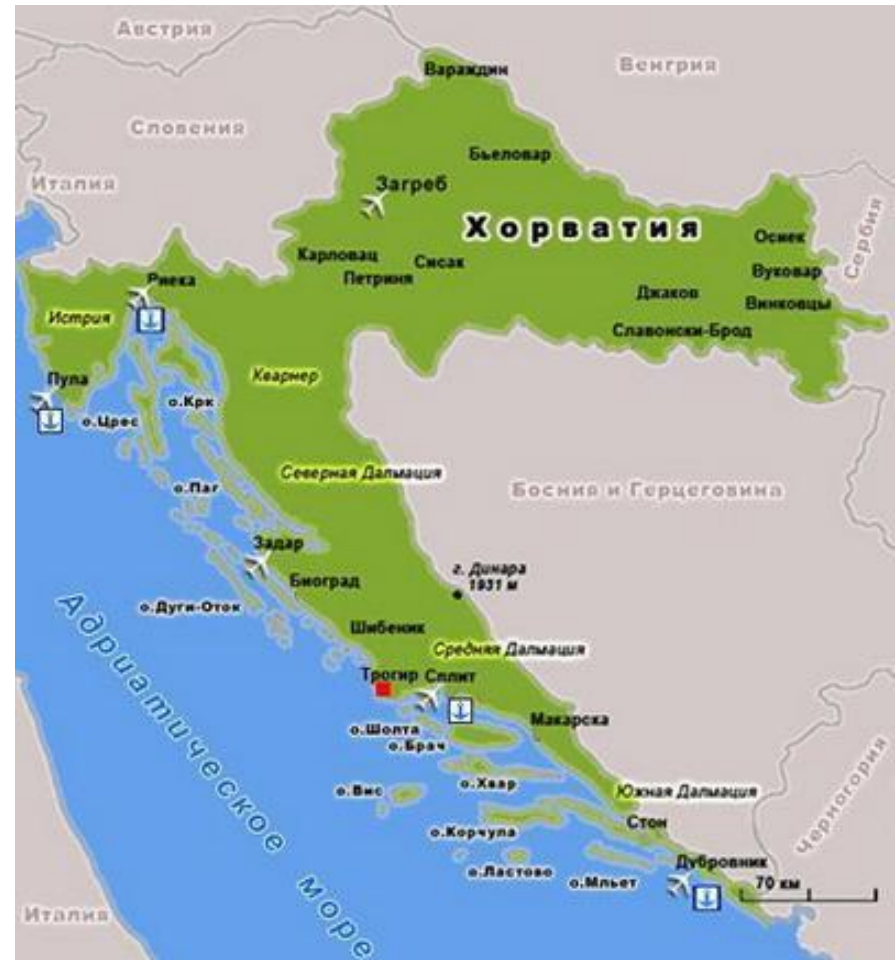 Австрия
Венгрия
Вараждин
Словения
Бьеловар
Италия
Загреб
Хорватия
Сербия
Осиек
Карловац
Сисак
Петриня
Вуковар
Джаков
Винковцы
Риека
Истрия
Славонски-Брод
Пула
Кварнер
о.Крк
о.Црес
Северная Далмация
о.Паг
Босния и Герцеговина
Задар
г. Динара
1931 м
Биоград
о.Дуги-Оток
Шибеник
Средняя Далмация
Адриатическое море
Трогир
Сплит
Макарска
о.Шолта
о.Брач
о.Хвар
о.Вис
Южная Далмация
Черногория
Стон
о.Корчула
Дубровник
о.Ластово
о.Мльет
70 км
Италия